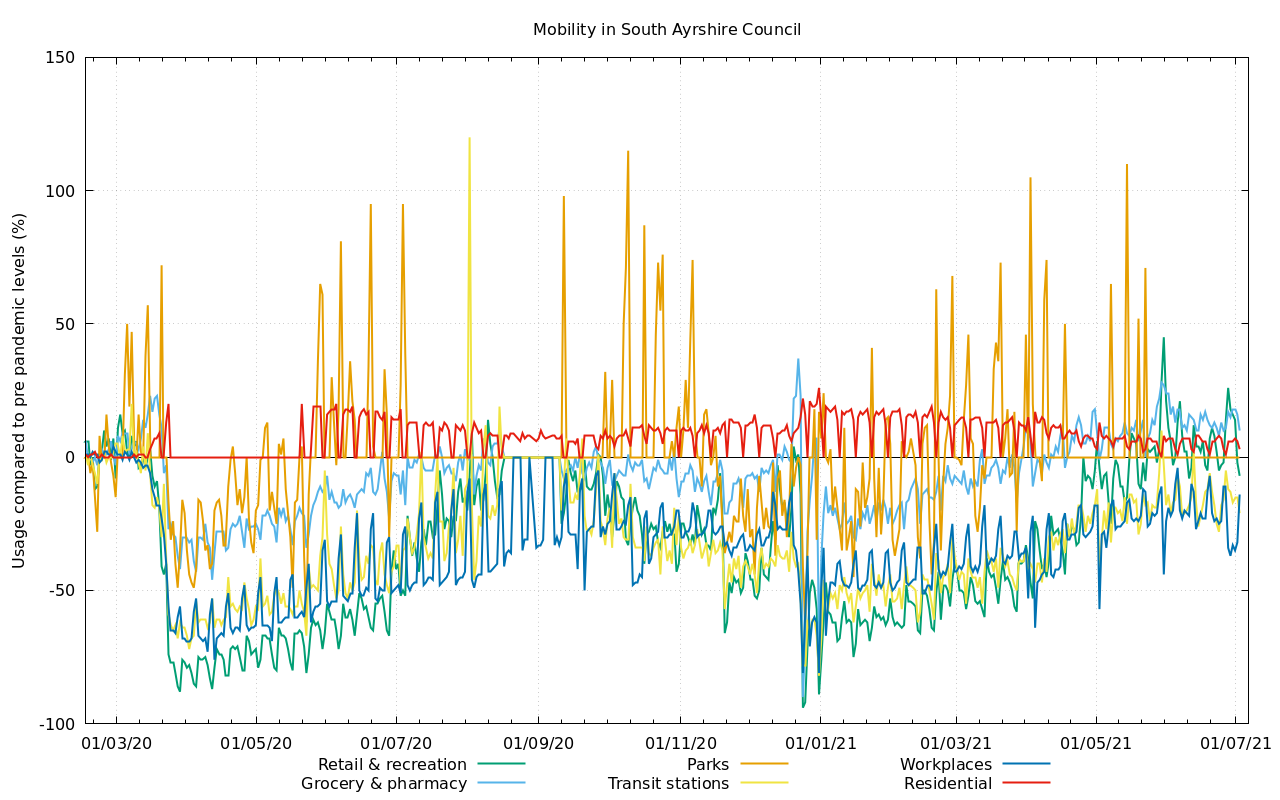 Mobility in South Ayrshire Council
Usage compared to pre pandemic levels (%)
150
100
50
0
-50
-100
01/03/20 01/05/20 01/07/20 01/09/20 01/11/20 01/01/21 01/03/21 01/05/21 01/07/21
Retail & recreation Parks Workplaces
Grocery & pharmacy Transit stations Residential